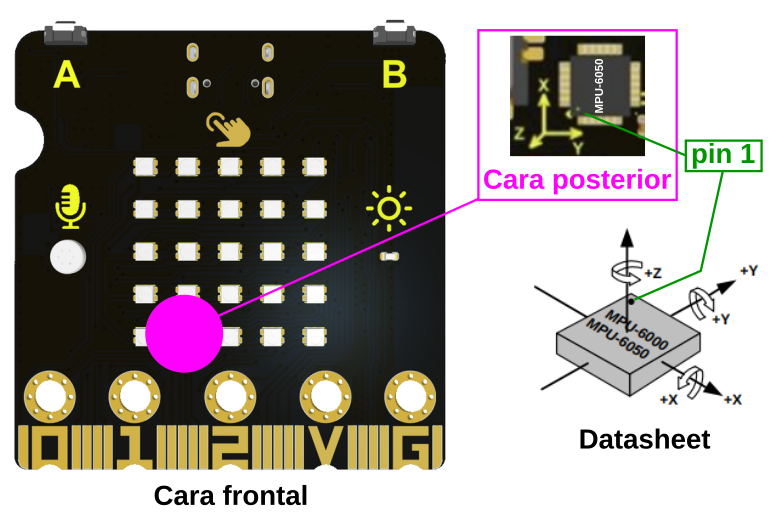 A
B
MPU-6050
X
Z
Y
pin 1
Cara posterior
+Z
+Y
+Y
MPU-6000
MPU-6050
+X
+X
0 1 2 V G
Datasheet
Cara frontal